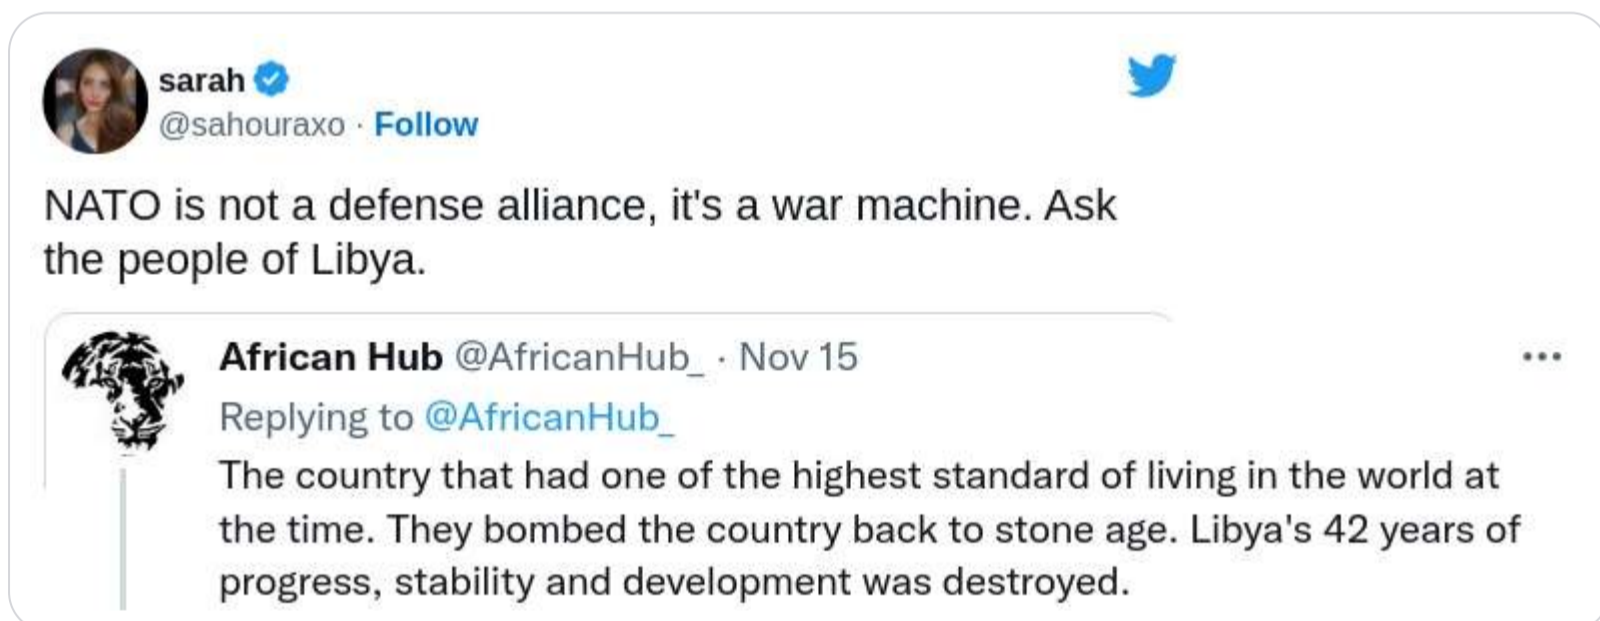 sarah
@sahouraxo · Follow
NATO is not a defense alliance, it's a war machine. Ask
the people of Libya.
African Hub @AfricanHub_ · Nov 15
Replying to @AfricanHub_
The country that had one of the highest standard of living in the world at
the time. They bombed the country back to stone age. Libya's 42 years of
progress, stability and development was destroyed.